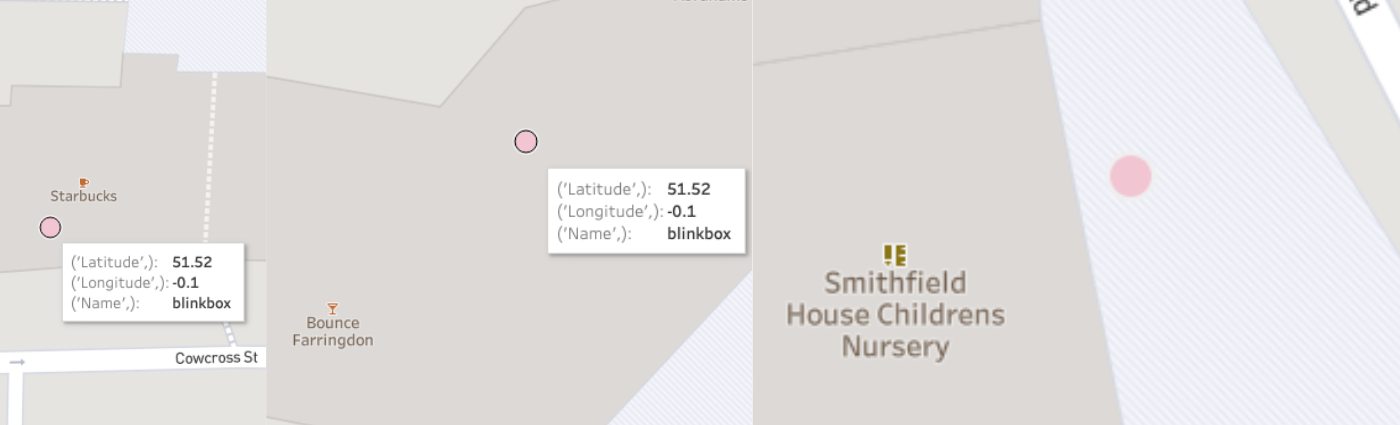 Starbucks
('Latitude',): 51.52
('Longitude',): -0.1
('Name',): blinkbox
Cowcross St
('Latitude',): 51.52
('Longitude',): -0.1
('Name',): blinkbox
Bounce
Farringdon
Smithfield
House Childrens
Nursery